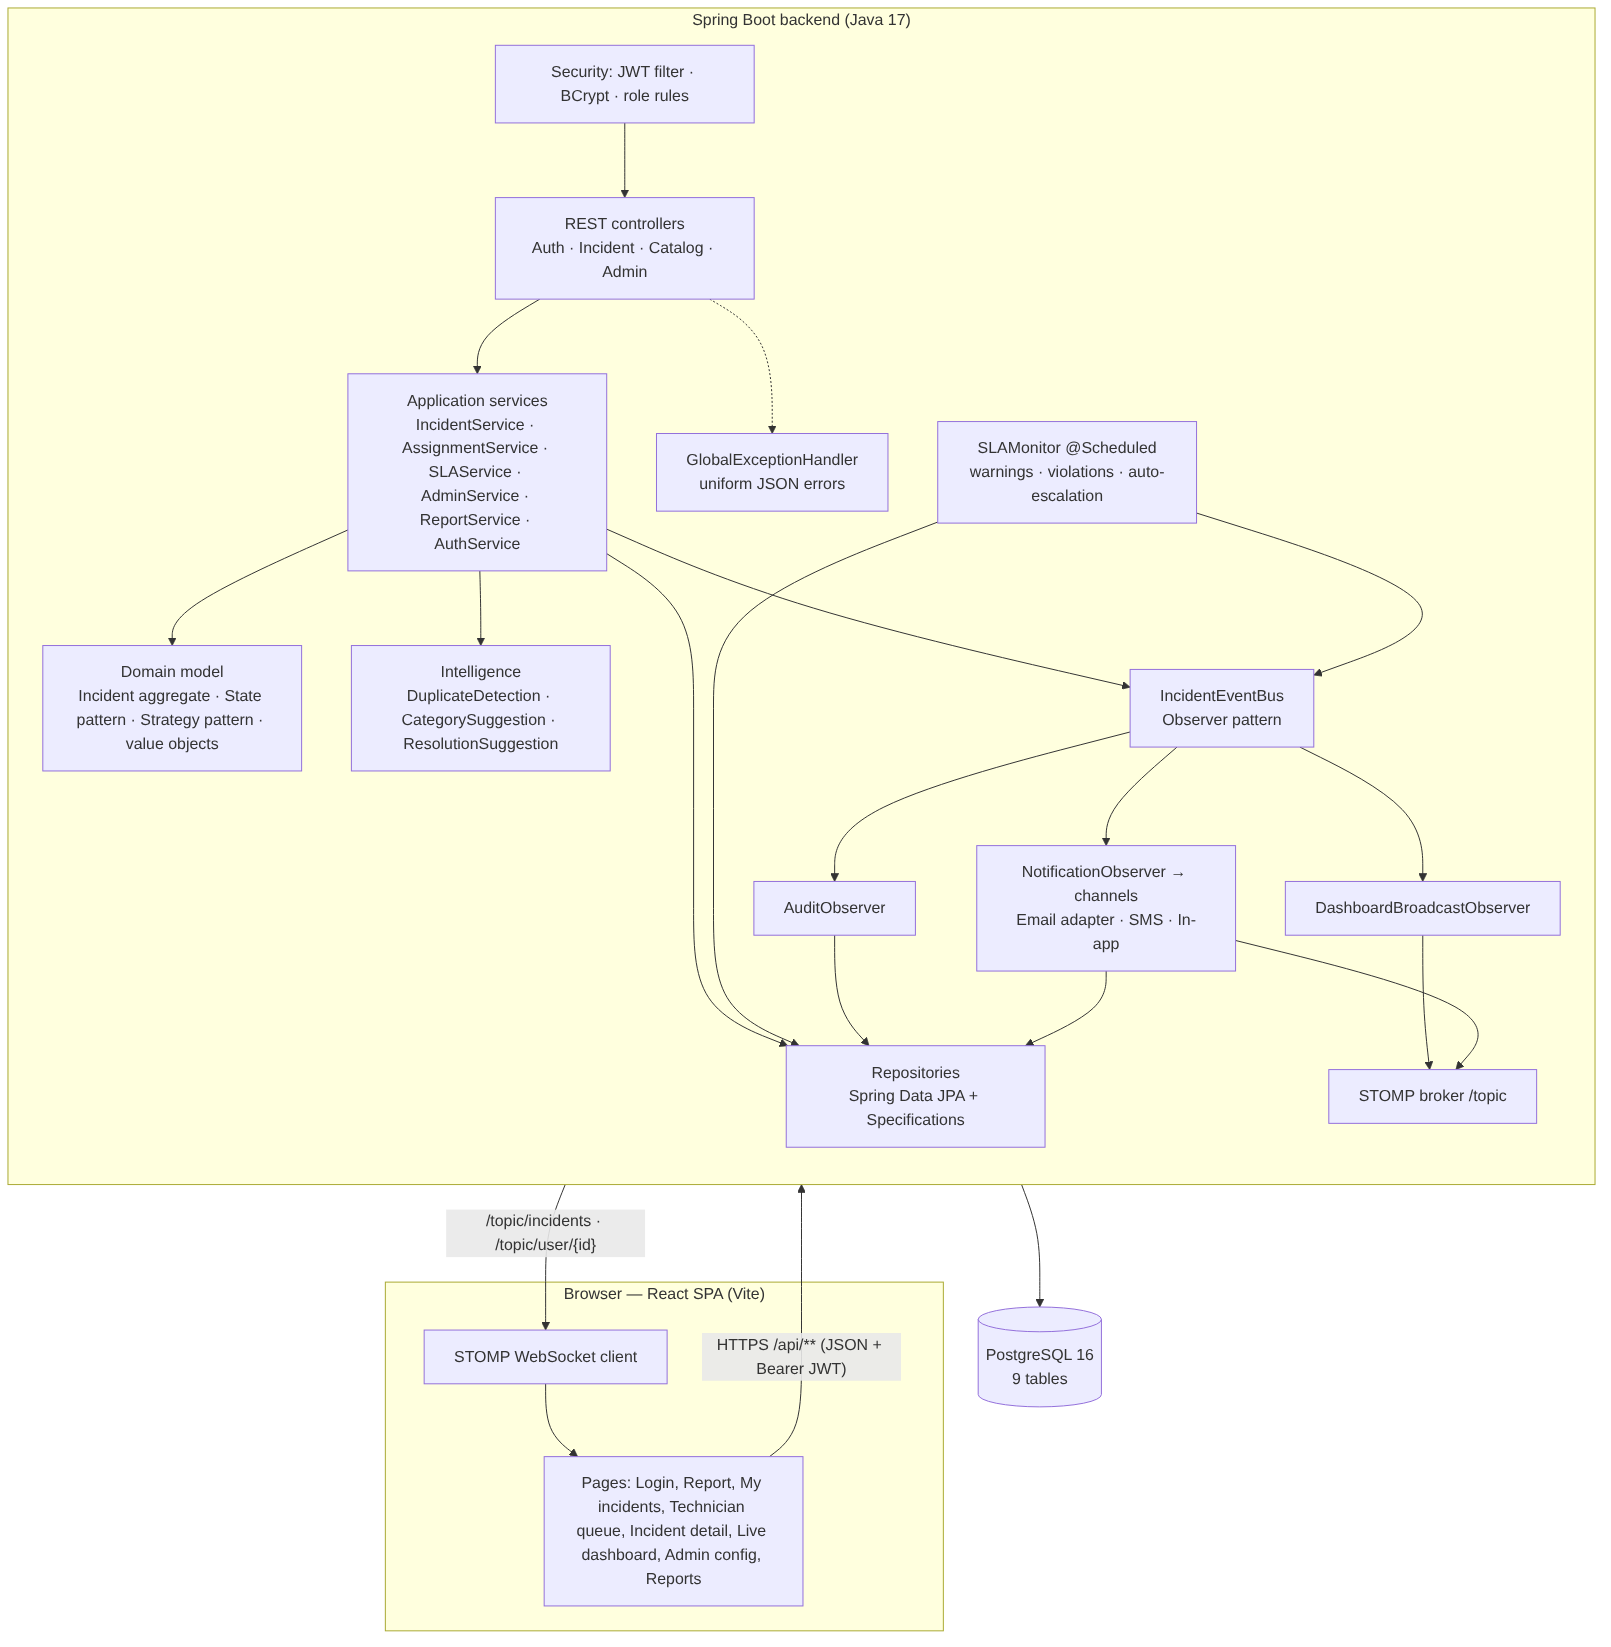 Spring Boot backend (Java 17)
Security: JWT filter ·
BCrypt · role rules
REST controllers
Auth · Incident · Catalog ·
Admin
Application services
IncidentService ·
AssignmentService ·
SLAService ·
AdminService ·
ReportService ·
AuthService
GlobalExceptionHandler
uniform JSON errors
SLAMonitor @Scheduled
warnings · violations · auto-
escalation
Domain model
Incident aggregate · State
pattern · Strategy pattern ·
value objects
Intelligence
DuplicateDetection ·
CategorySuggestion ·
ResolutionSuggestion
IncidentEventBus
Observer pattern
AuditObserver
NotificationObserver →
channels
Email adapter · SMS · In-
app
DashboardBroadcastObserver
Repositories
Spring Data JPA +
Specifications
STOMP broker /topic
/topic/incidents ·
/topic/user/{id}
Browser — React SPA (Vite)
STOMP WebSocket client
HTTPS /api/** (JSON +
Bearer JWT)
PostgreSQL 16
9 tables
Pages: Login, Report, My
incidents, Technician
queue, Incident detail, Live
dashboard, Admin config,
Reports